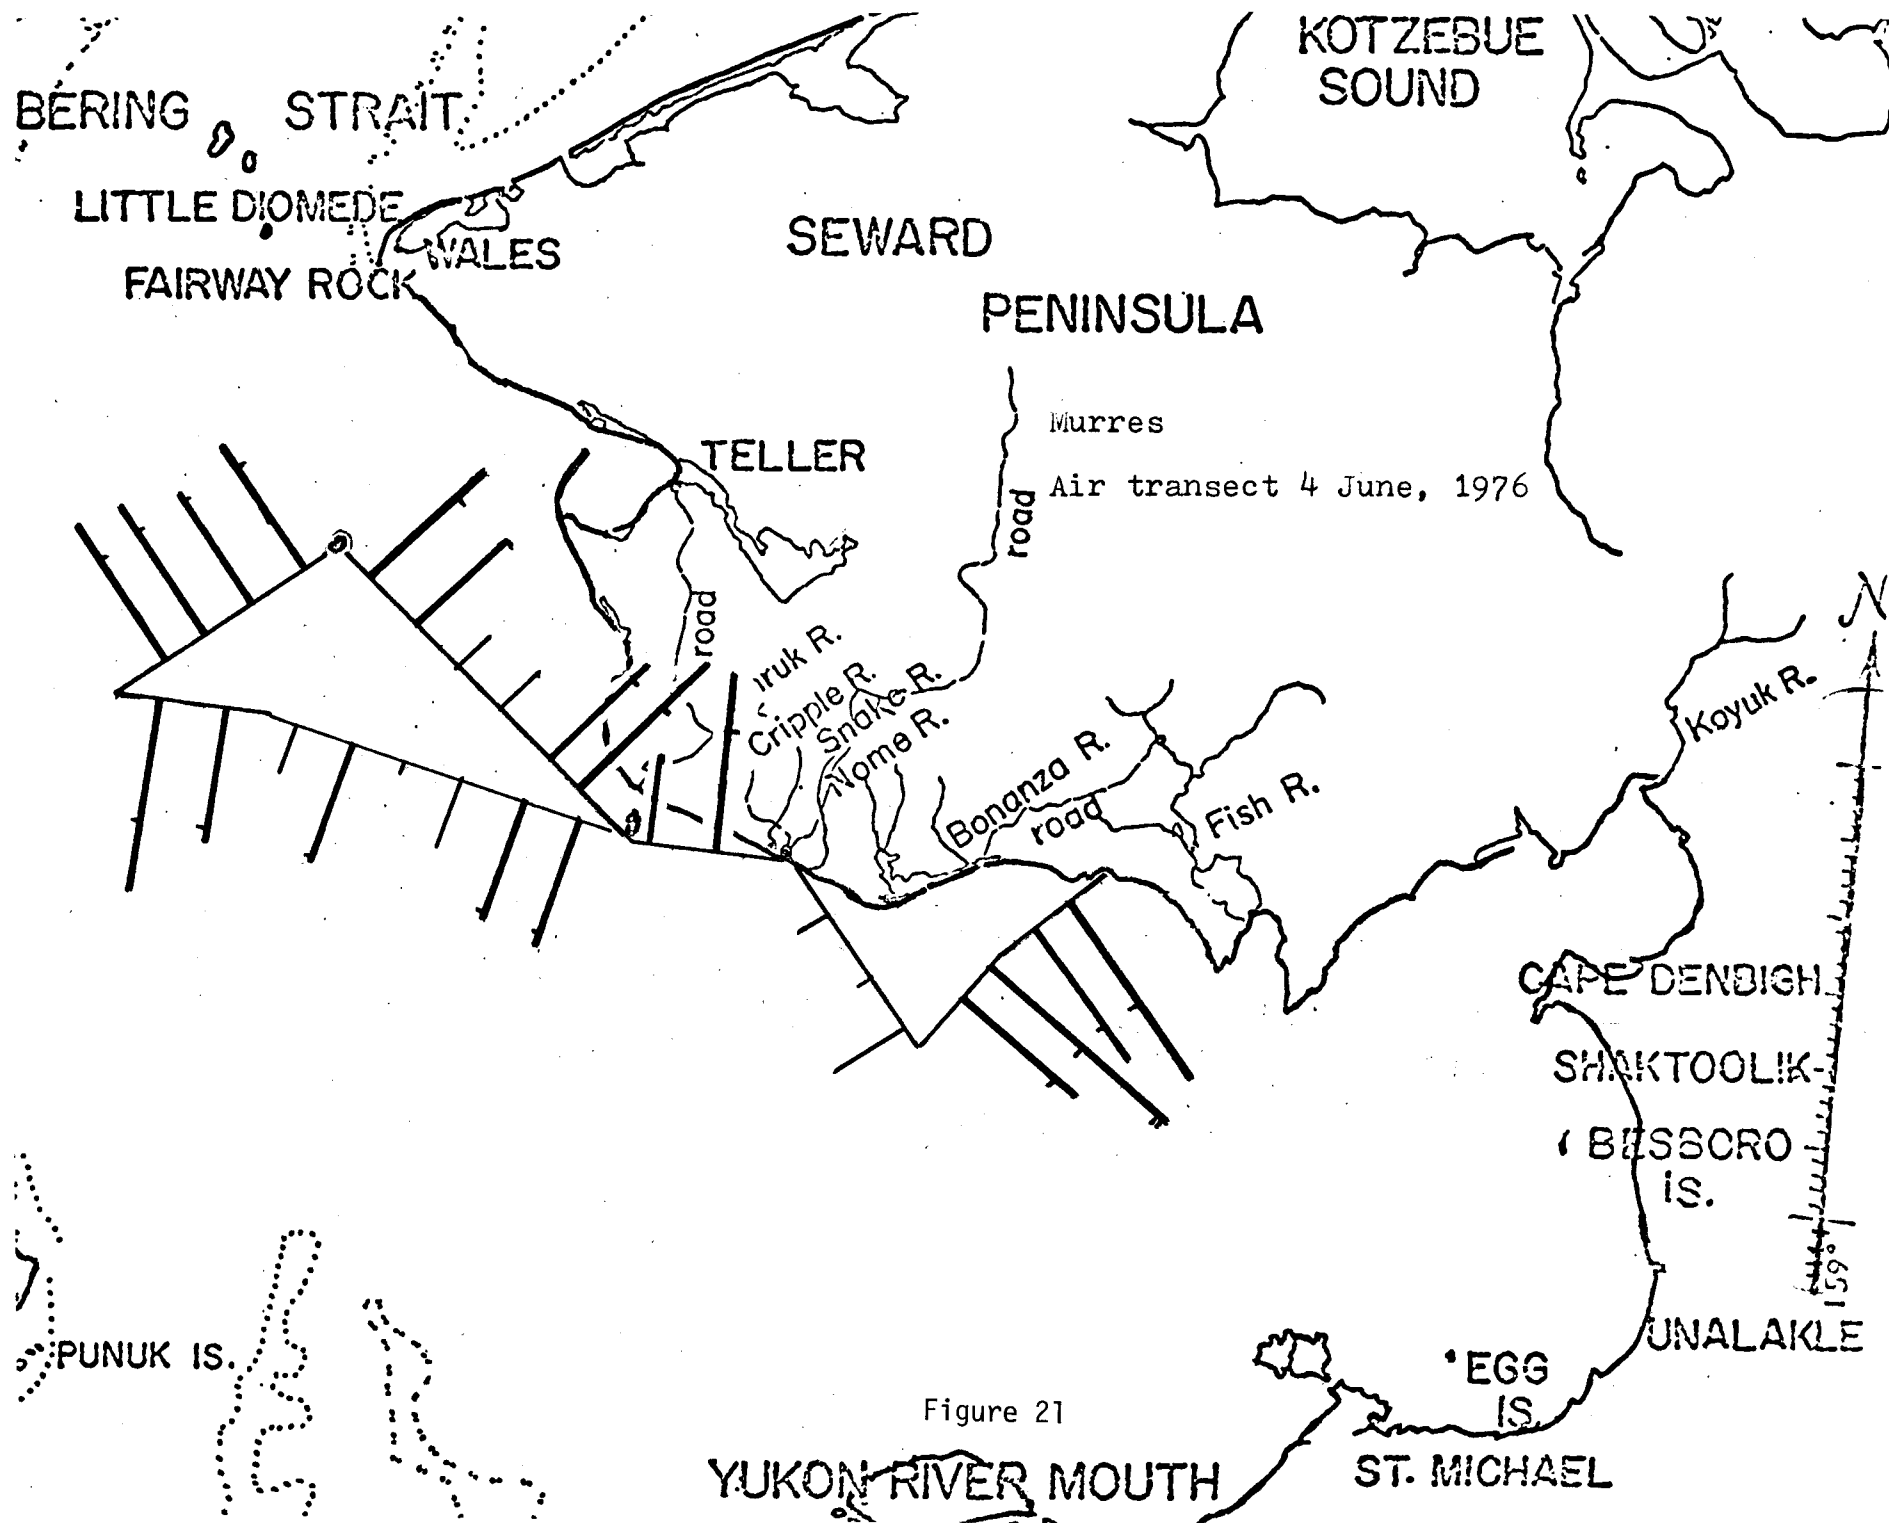 KOTZEBUE
SOUND
BERING STRAIT
LITTLE DIOMEDE
WALES
FAIRWAY ROCK
SEWARD
PENINSULA
Murres
TELLER
Air transect 4 June, 1976
road
road
N
Cripple R.
Snake R.
Nome R.
Bonanza R.
road
Fish R.
Koyuk R.
CAPE DENBIGH
SHAKTOOLIK
BESBORO
IS.
159°
UNALAKLE
PUNUK IS.
EGG
IS.
Figure 21
YUKON RIVER MOUTH
ST. MICHAEL